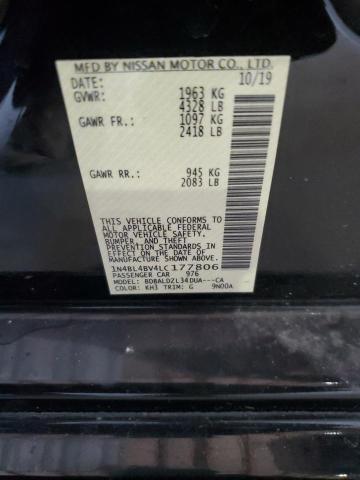 MFD BY NISSAN MOTOR CO., LTD.
DATE: 10/19
GVWR: 1963 KG
4328 LB
GAWR FR.: 1097 KG
2418 LB
GAWR RR.: 945 KG
2083 LB
THIS VEHICLE CONFORMS TO
ALL APPLICABLE FEDERAL
MOTOR VEHICLE SAFETY,
BUMPER, AND THEFT
PREVENTION STANDARDS IN
EFFECT ON THE DATE OF
MANUFACTURE SHOWN ABOVE.
1N4BL4BV4LC177806
PASSENGER CAR 976
MODEL: BDBALDZL34DUA---CA
COLOR: KH3 TRIM: G 9N00A